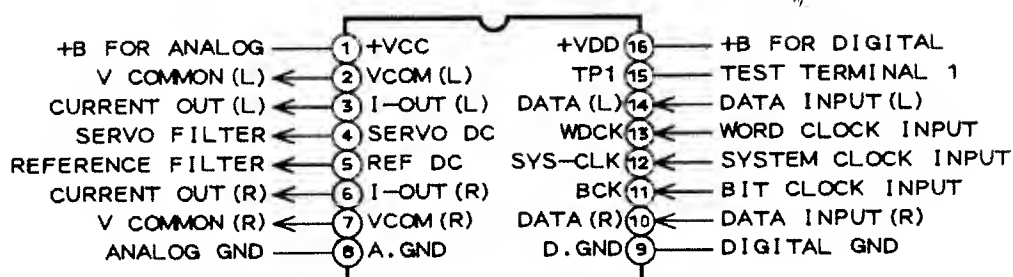 +B FOR ANALOG 1 +VCC +VDD 16 +B FOR DIGITAL
V COMMON(L) 2 VCOM(L) TP1 15 TEST TERMINAL 1
CURRENT OUT(L) 3 I-OUT(L) DATA(L) 14 DATA INPUT(L)
SERVO FILTER 4 SERVO DC WDCK 13 WORD CLOCK INPUT
REFERENCE FILTER 5 REF DC SYS-CLK 12 SYSTEM CLOCK INPUT
CURRENT OUT(R) 6 I-OUT(R) BCK 11 BIT CLOCK INPUT
V COMMON(R) 7 VCOM(R) DATA(R) 10 DATA INPUT(R)
ANALOG GND 8 A.GND D.GND 9 DIGITAL GND